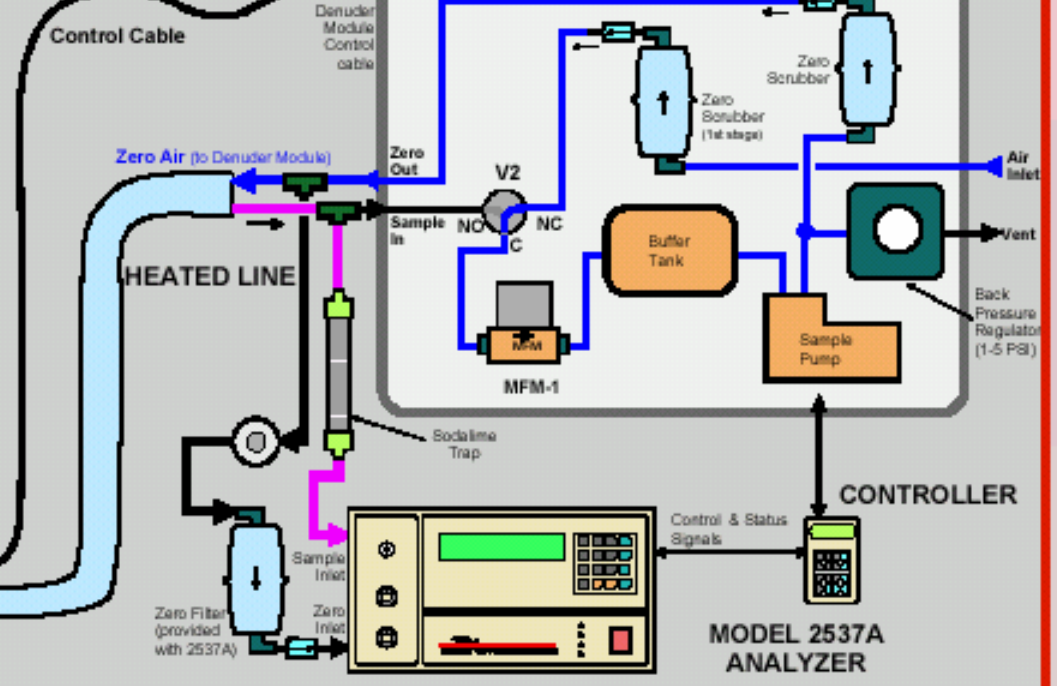 Denuder
Module
Control
cable
Control Cable
Zero
Scrubber
Zero
Scrubber
(1st stage)
Zero Air (to Denuder Module)
Zero
Out
Air
Inlet
V2
Sample
In
NO
NC
C
Buffer
Tank
Vent
HEATED LINE
Back
Pressure
Regulator
(1-5 PSI)
Sample
Pump
MFM
MFM-1
Sodalime
Trap
CONTROLLER
Control & Status
Signals
Sample
Inlet
Zero Filter
(provided
with 2537A)
Zero
Inlet
MODEL 2537A
ANALYZER